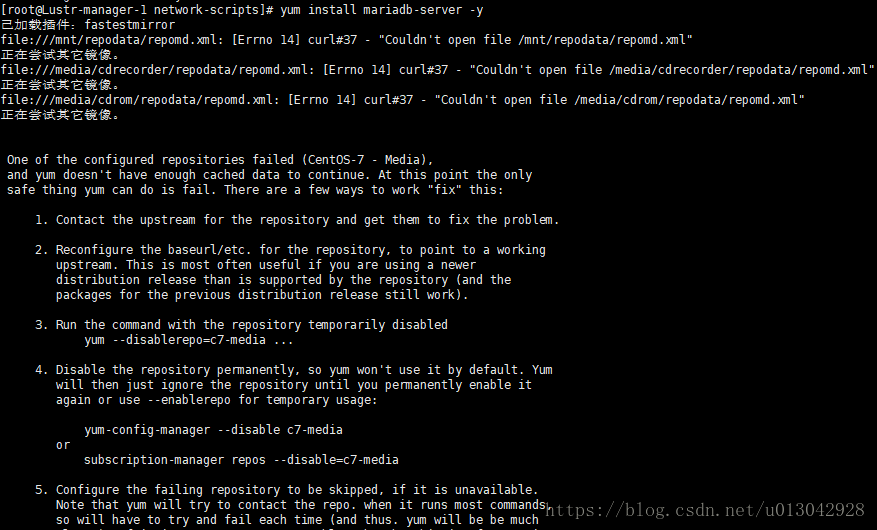 [root@Lustr-manager-1 network-scripts]# yum install mariadb-server -y
已加载插件：fastestmirror
file:///mnt/repodata/repomd.xml: [Errno 14] curl#37 - "Couldn't open file /mnt/repodata/repomd.xml"
正在尝试其它镜像。
file:///media/cdrecorder/repodata/repomd.xml: [Errno 14] curl#37 - "Couldn't open file /media/cdrecorder/repodata/repomd.xml"
正在尝试其它镜像。
file:///media/cdrom/repodata/repomd.xml: [Errno 14] curl#37 - "Couldn't open file /media/cdrom/repodata/repomd.xml"
正在尝试其它镜像。
One of the configured repositories failed (CentOS-7 - Media),
and yum doesn't have enough cached data to continue. At this point the only
safe thing yum can do is fail. There are a few ways to work "fix" this:
1. Contact the upstream for the repository and get them to fix the problem.
2. Reconfigure the baseurl/etc. for the repository, to point to a working
upstream. This is most often useful if you are using a newer
distribution release than is supported by the repository (and the
packages for the previous distribution release still work).
3. Run the command with the repository temporarily disabled
yum --disablerepo=c7-media ...
4. Disable the repository permanently, so yum won't use it by default. Yum
will then just ignore the repository until you permanently enable it
again or use --enablerepo for temporary usage:
yum-config-manager --disable c7-media
or
subscription-manager repos --disable=c7-media
5. Configure the failing repository to be skipped, if it is unavailable.
Note that yum will try to contact the repo. when it runs most commands,
so will have to try and fail each time (and thus. yum will be be much
https://blog.csdn.net/u013042928